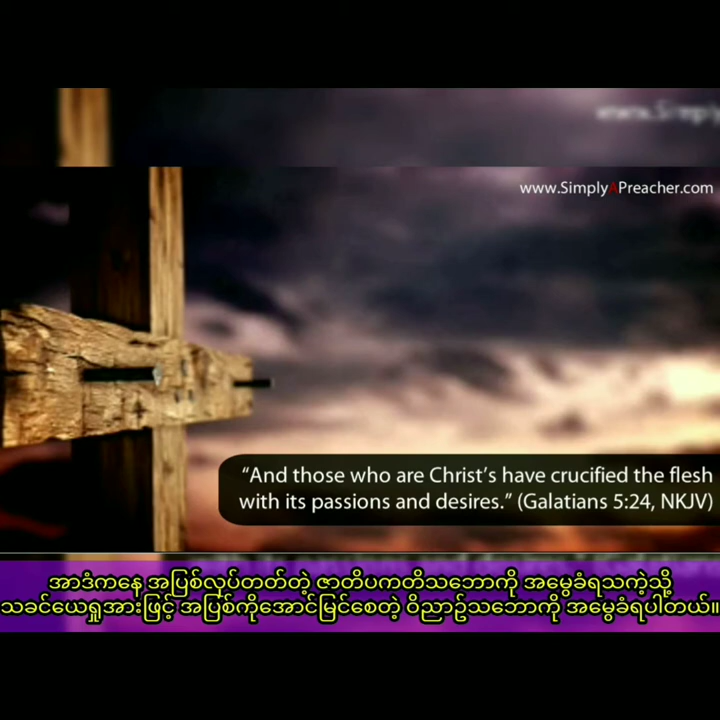 www.SimplyAPreacher.com
“And those who are Christ’s have crucified the flesh
with its passions and desires.” (Galatians 5:24, NKJV)
အာဒံကနေ အပြစ်လုပ်တတ်တဲ့ ဇာတိပကတိသဘောကို အမွေခံရသကဲ့သို့
သခင်ယေရှုအားဖြင့် အပြစ်ကိုအောင်မြင်စေတဲ့ ဝိညာဥ်သဘောကို အမွေခံရပါတယ်။